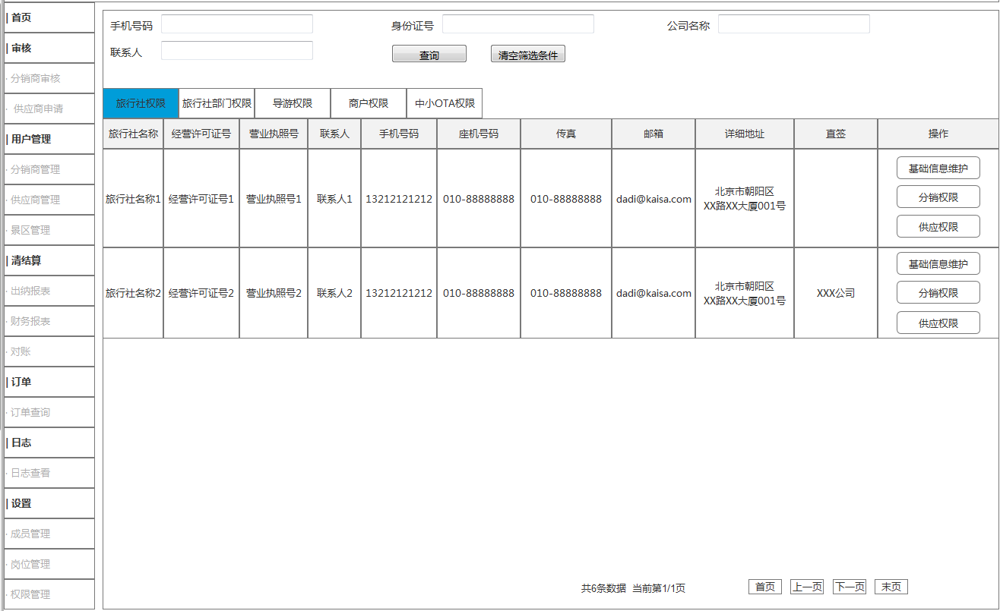 | 首页
| 审核
· 分销商审核
· 供应商申请
| 用户管理
· 分销商管理
· 供应商管理
· 景区管理
| 清结算
· 出纳报表
· 财务报表
· 对账
| 订单
· 订单查询
| 日志
· 日志查看
| 设置
· 成员管理
· 岗位管理
· 权限管理
手机号码 身份证号 公司名称
联系人 查询 清空筛选条件
旅行社权限 旅行社部门权限 导游权限 商户权限 中小OTA权限
旅行社名称 经营许可证号 营业执照号 联系人 手机号码 座机号码 传真 邮箱 详细地址 直签 操作
旅行社名称1 经营许可证号1 营业执照号1 联系人1 13212121212 010-88888888 010-88888888 dadi@kaisa.com
北京市朝阳区
XX路XX大厦001号
基础信息维护
分销权限
供应权限
旅行社名称2 经营许可证号2 营业执照号2 联系人2 13212121212 010-88888888 010-88888888 dadi@kaisa.com
北京市朝阳区
XX路XX大厦001号
XXX公司
基础信息维护
分销权限
供应权限
共6条数据 当前第1/1页 首页 上一页 下一页 末页